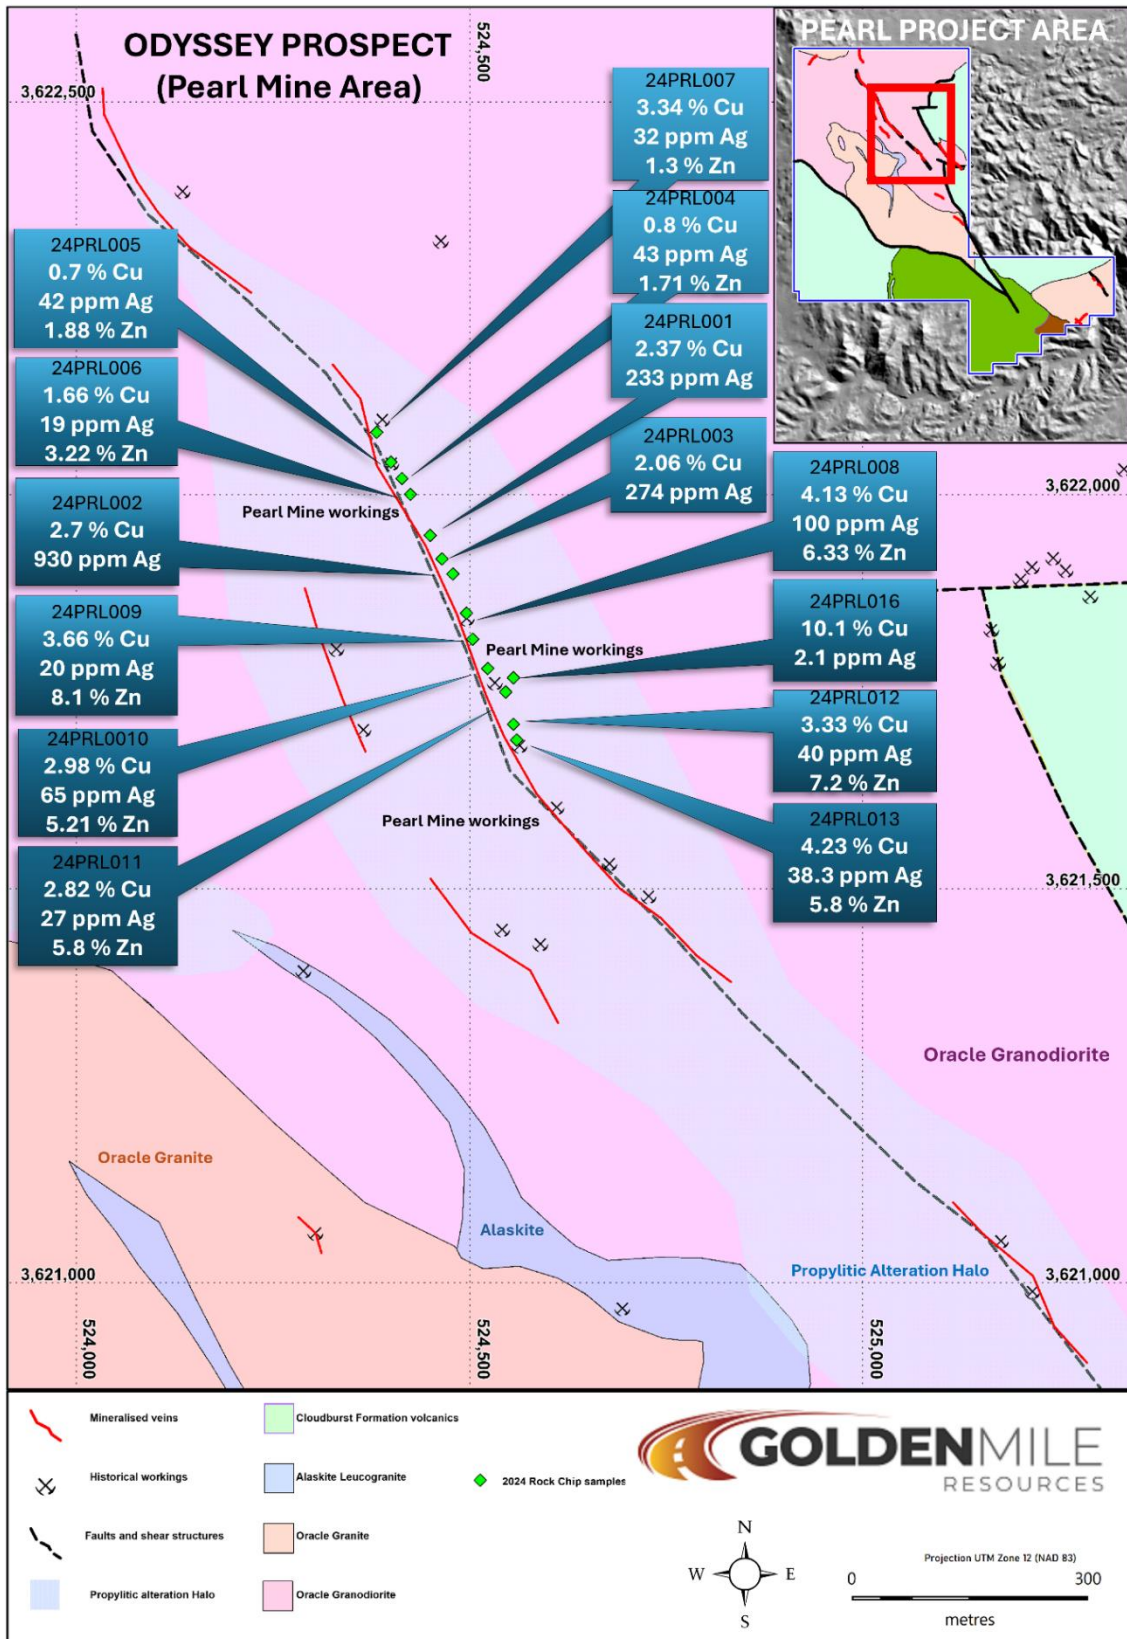 ODYSSEY PROSPECT
(Pearl Mine Area)
524,500
PEARL PROJECT AREA
3,622,500
24PRL007
3.34 % Cu
32 ppm Ag
1.3 % Zn
24PRL004
0.8 % Cu
43 ppm Ag
1.71 % Zn
24PRL005
0.7 % Cu
42 ppm Ag
1.88 % Zn
24PRL001
2.37 % Cu
233 ppm Ag
24PRL006
1.66 % Cu
19 ppm Ag
3.22 % Zn
24PRL003
2.06 % Cu
274 ppm Ag
24PRL008
4.13 % Cu
100 ppm Ag
6.33 % Zn
3,622,000
24PRL002
2.7 % Cu
930 ppm Ag
Pearl Mine workings
24PRL009
3.66 % Cu
20 ppm Ag
8.1 % Zn
24PRL016
10.1 % Cu
2.1 ppm Ag
Pearl Mine workings
24PRL012
3.33 % Cu
40 ppm Ag
7.2 % Zn
24PRL0010
2.98 % Cu
65 ppm Ag
5.21 % Zn
Pearl Mine workings
24PRL013
4.23 % Cu
38.3 ppm Ag
5.8 % Zn
24PRL011
2.82 % Cu
27 ppm Ag
5.8 % Zn
3,621,500
Oracle Granodiorite
Oracle Granite
Alaskite
Propylitic Alteration Halo
3,621,000
3,621,000
524,000
524,500
525,000
Mineralised veins
Cloudburst Formation volcanics
Historical workings
Alaskite Leucogranite
2024 Rock Chip samples
Faults and shear structures
Oracle Granite
Propylitic alteration Halo
Oracle Granodiorite
GOLDENMILE
RESOURCES
N
W
E
S
Projection UTM Zone 12 (NAD 83)
0
300
metres